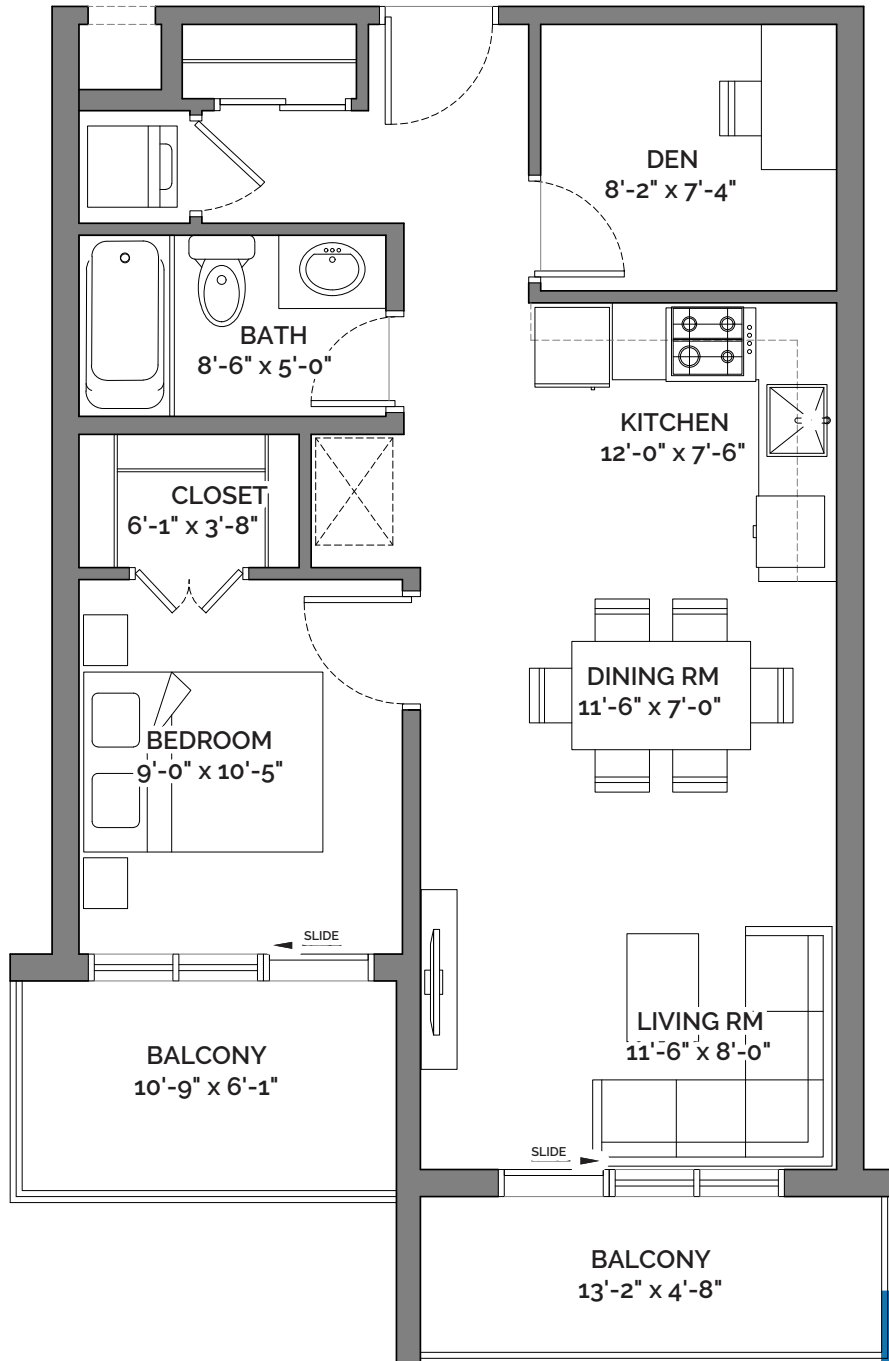 DEN
8'-2" x 7'-4"
BATH
8'-6" x 5'-0"
KITCHEN
12'-0" x 7'-6"
CLOSET
6'-1" x 3'-8"
DINING RM
11'-6" x 7'-0"
BEDROOM
9'-0" x 10'-5"
SLIDE
LIVING RM
11'-6" x 8'-0"
BALCONY
10'-9" x 6'-1"
SLIDE
BALCONY
13'-2" x 4'-8"